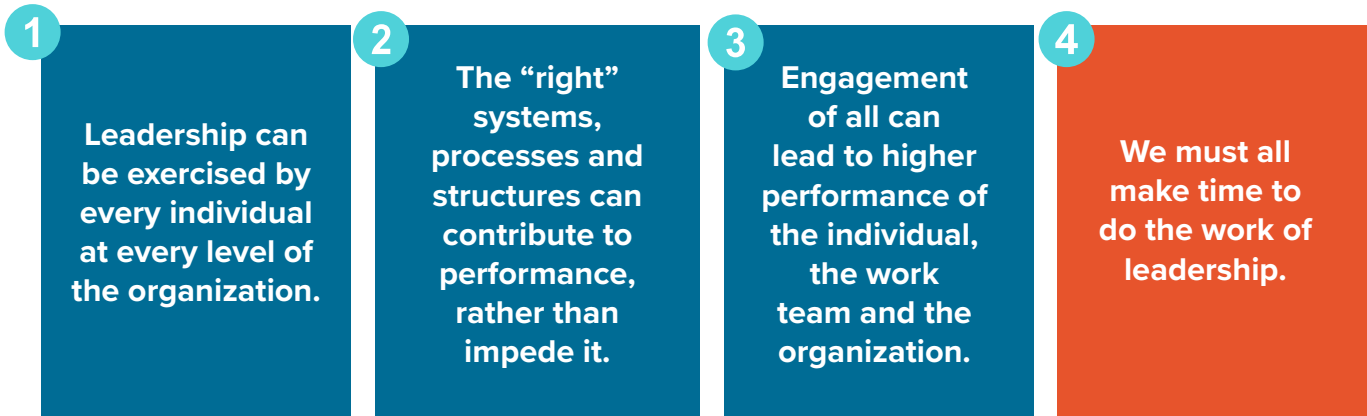 1
Leadership can
be exercised by
every individual
at every level of
the organization.
2
The “right”
systems,
processes and
structures can
contribute to
performance,
rather than
impede it.
3
Engagement
of all can
lead to higher
performance of
the individual,
the work
team and the
organization.
4
We must all
make time to
do the work of
leadership.